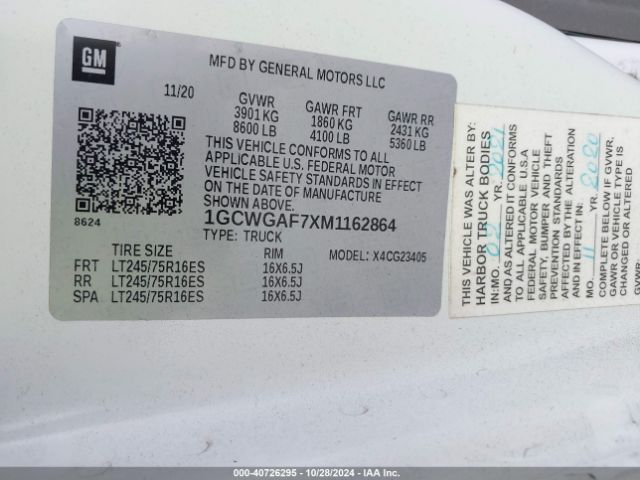 GM
MFD BY GENERAL MOTORS LLC
11/20
GVWR
3901 KG
8600 LB
GAWR FRT
1860 KG
4100 LB
GAWR RR
2431 KG
5360 LB
THIS VEHICLE CONFORMS TO ALL
APPLICABLE U.S. FEDERAL MOTOR
VEHICLE SAFETY STANDARDS IN EFFECT
ON THE DATE OF MANUFACTURE
8624
1GCWGAF7XM1162864
TYPE: TRUCK
MODEL: X4CG23405
TIRE SIZE RIM
FRT LT245/75R16ES 16X6.5J
RR LT245/75R16ES 16X6.5J
SPA LT245/75R16ES 16X6.5J
THIS VEHICLE WAS ALTER BY:
HARBOR TRUCK BODIES
IN:MO. 02 YR. 2021
AND AS ALTERED IT CONFORMS
TO ALL APPLICABLE U.S.A
FEDERAL MOTOR VEHICLE
SAFETY, BUMPER AND THEFT
PREVENTION STANDARDS
AFFECTED BY THE ALTERATION
AND IN EFFECT IN:
MO. 11 YR. 2020
COMPLETE BELOW IF GVWR,
GAWR OR VEHICLE TYPE IS
CHANGED OR ALTERED
GVWR:
000-40726295 - 10/28/2024 - IAA Inc.